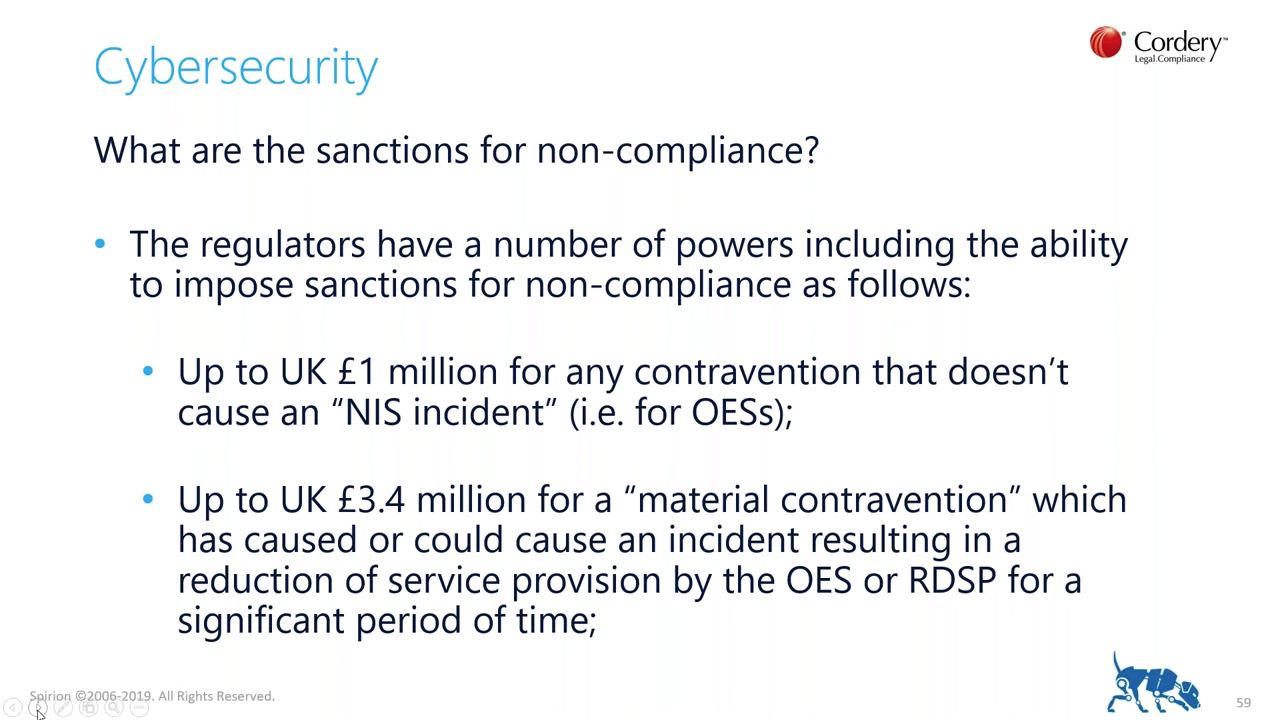 Cybersecurity
Cordery™
Legal.Compliance
What are the sanctions for non-compliance?
• The regulators have a number of powers including the ability
to impose sanctions for non-compliance as follows:
• Up to UK £1 million for any contravention that doesn’t
cause an “NIS incident” (i.e. for OESs);
• Up to UK £3.4 million for a “material contravention” which
has caused or could cause an incident resulting in a
reduction of service provision by the OES or RDSP for a
significant period of time;
Spirion ©2006-2019. All Rights Reserved.
59